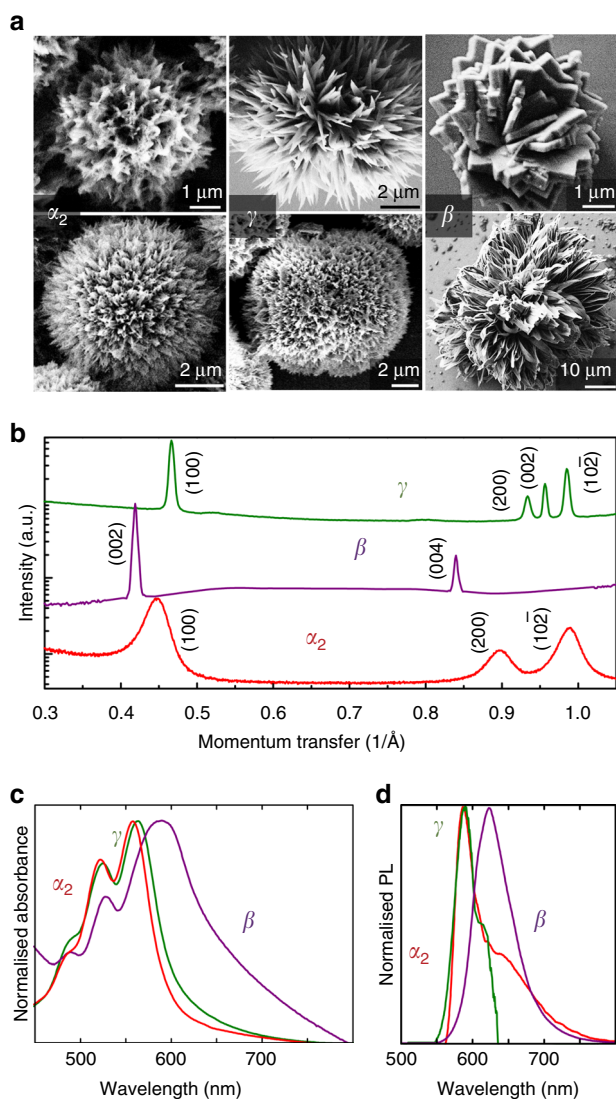 a
1 μm
2 μm
1 μm
α2
γ
β
2 μm
2 μm
10 μm
b
Intensity (a.u.)
(100)
γ
(200)
(002)
(1̄02)
(002)
β
(004)
(100)
α2
(200)
(1̄02)
0.3 0.4 0.5 0.6 0.7 0.8 0.9 1.0
Momentum transfer (1/Å)
c
Normalised absorbance
α2
γ
β
500 600 700
Wavelength (nm)
d
Normalised PL
γ
α2
β
500 600 700
Wavelength (nm)